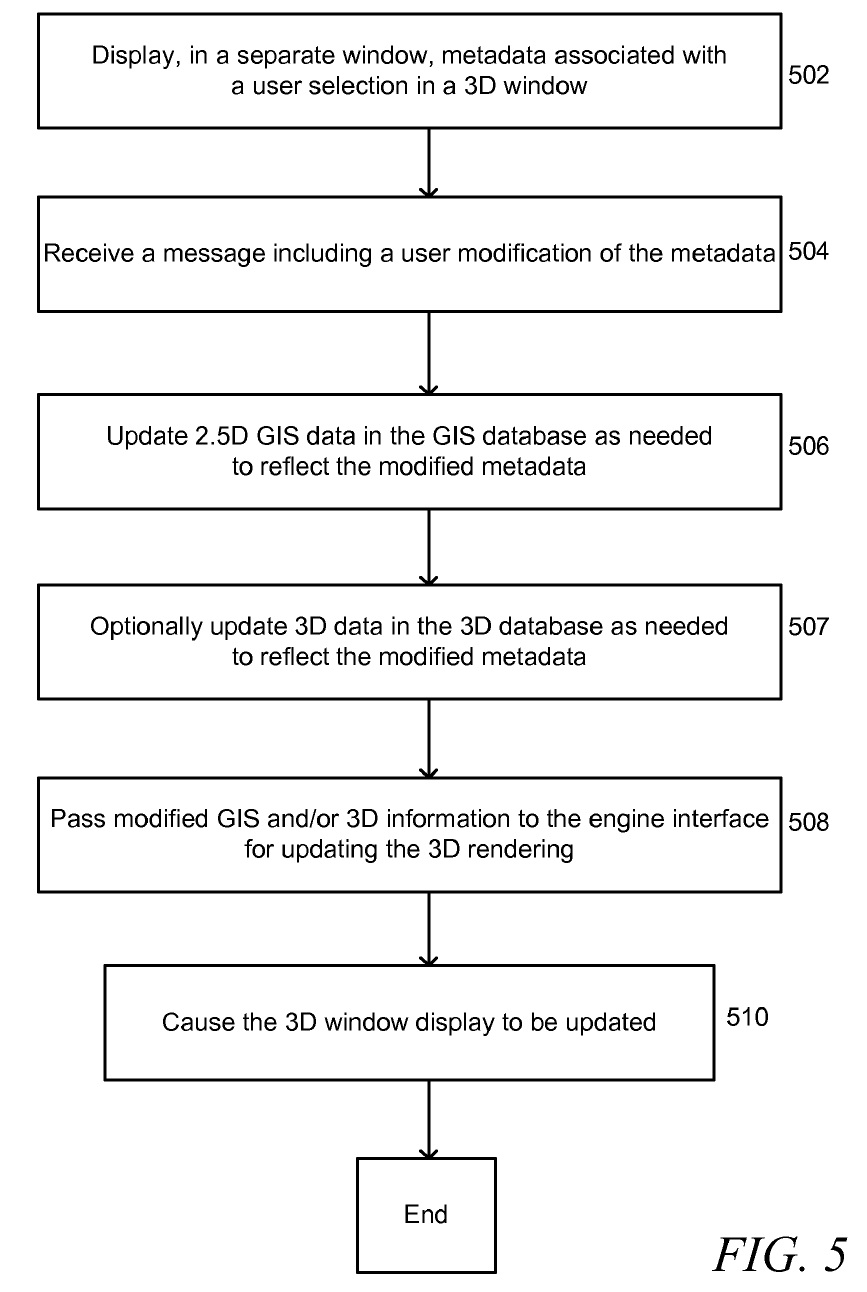 Display, in a separate window, metadata associated with
a user selection in a 3D window
502
Receive a message including a user modification of the metadata
504
Update 2.5D GIS data in the GIS database as needed
to reflect the modified metadata
506
Optionally update 3D data in the 3D database as needed
to reflect the modified metadata
507
Pass modified GIS and/or 3D information to the engine interface
for updating the 3D rendering
508
Cause the 3D window display to be updated
510
End
FIG. 5